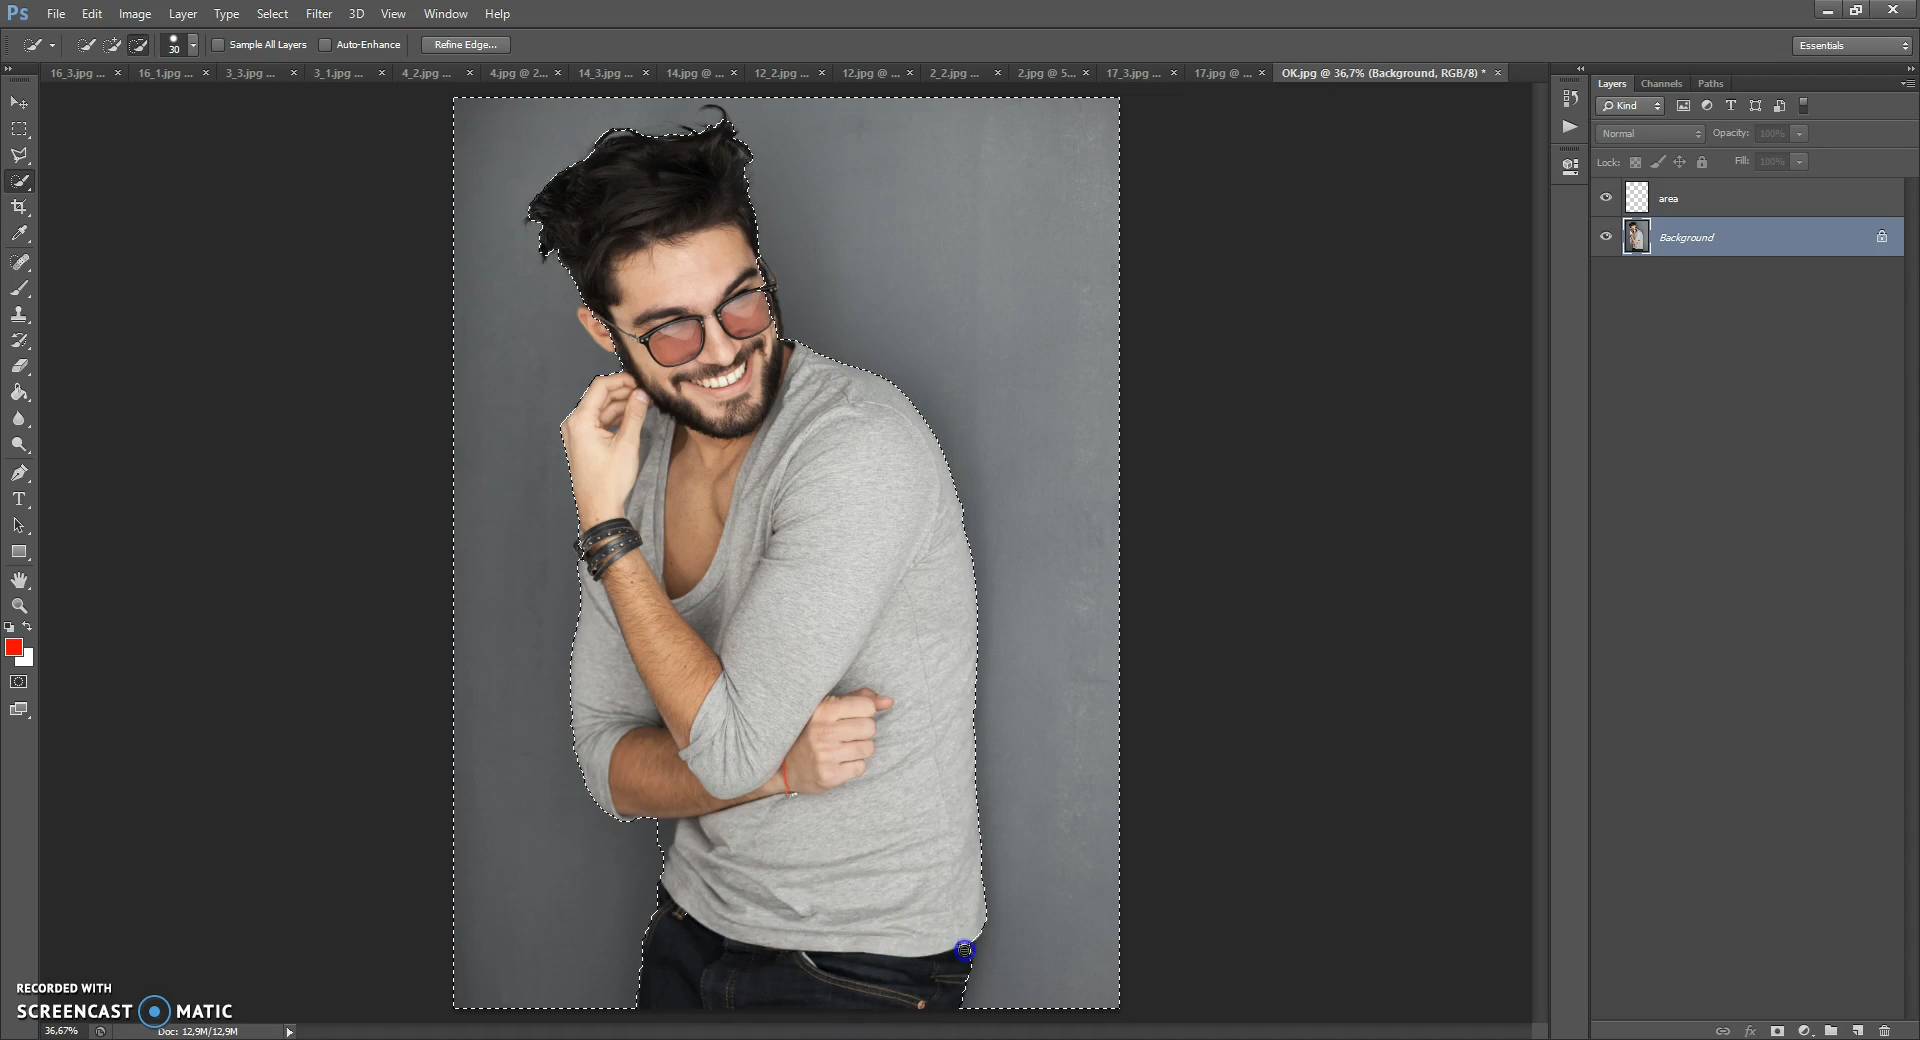 Ps File Edit Image Layer Type Select Filter 3D View Window Help
30 Sample All Layers Auto-Enhance Refine Edge... Essentials
16_3.jpg ... × 16_1.jpg ... × 3_3.jpg ... × 3_1.jpg ... × 4_2.jpg ... × 4.jpg @ 2... × 14_3.jpg ... × 14.jpg @ ... × 12_2.jpg ... × 12.jpg @ ... × 2_2.jpg ... × 2.jpg @ 5... × 17_3.jpg ... × 17.jpg @ ... × OK.jpg @ 36,7% (Background, RGB/8) * ×
Layers Channels Paths
Kind
Normal Opacity: 100%
Lock: Fill: 100%
area
Background
T
RECORDED WITH
SCREENCAST MATIC
36,67% Doc: 12,9M/12,9M
fx